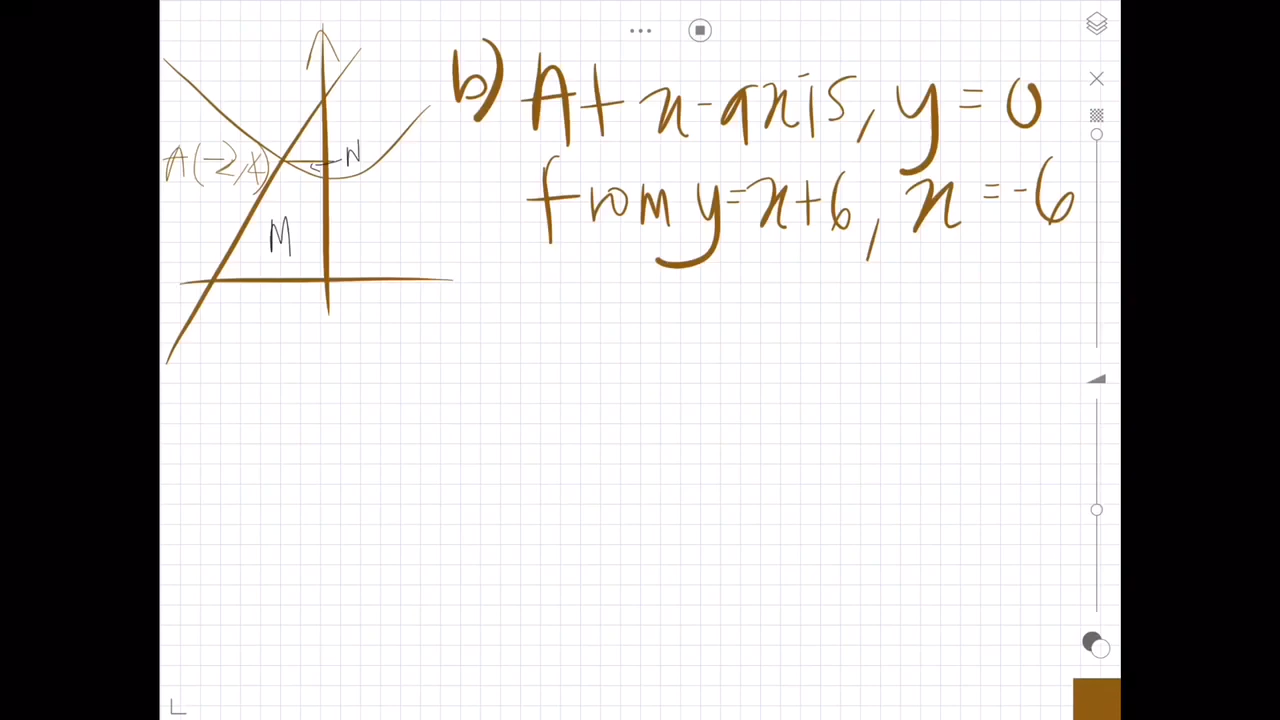 b) At x-axis, y = 0
from y=x+6, x = -6
A(-2,4)
N
M